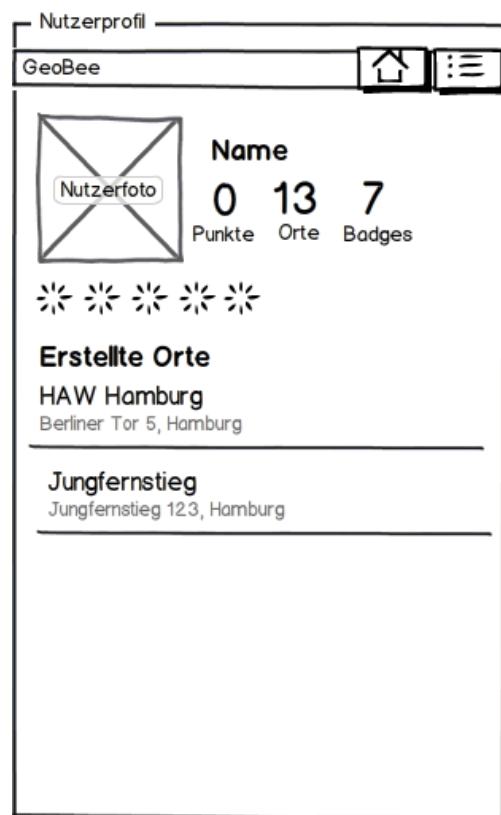 Nutzerprofil
GeoBee
Nutzerfoto
Name
0 13 7
Punkte Orte Badges
Erstellte Orte
HAW Hamburg
Berliner Tor 5, Hamburg
Jungfernstieg
Jungfernstieg 123, Hamburg